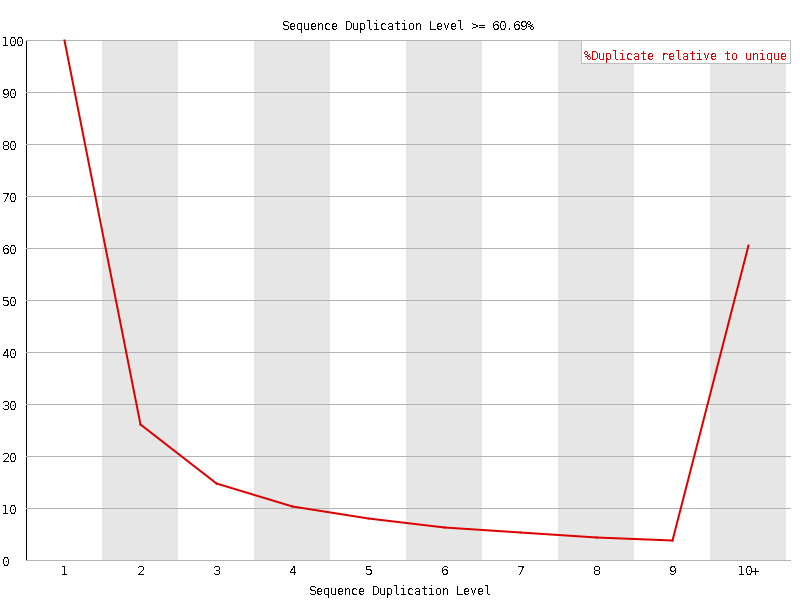 Sequence Duplication Level >= 60.69%
%Duplicate relative to unique
100
90
80
70
60
50
40
30
20
10
0
1 2 3 4 5 6 7 8 9 10+
Sequence Duplication Level